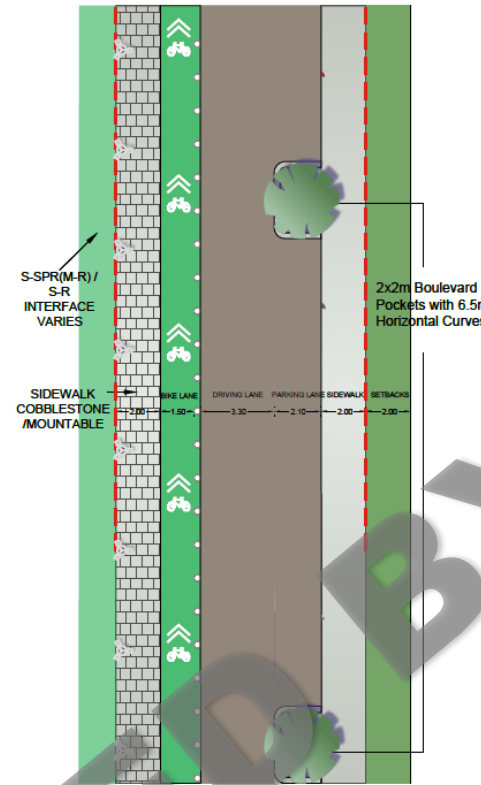 S-SPR(M-R) /
S-R
INTERFACE
VARIES
2x2m Boulevard
Pockets with 6.5m
Horizontal Curves
SIDEWALK
COBBLESTONE
/MOUNTABLE
BIKE LANE DRIVING LANE PARKING LANE SIDEWALK SETBACKS
2.00 1.50 3.30 2.10 2.00 2.00